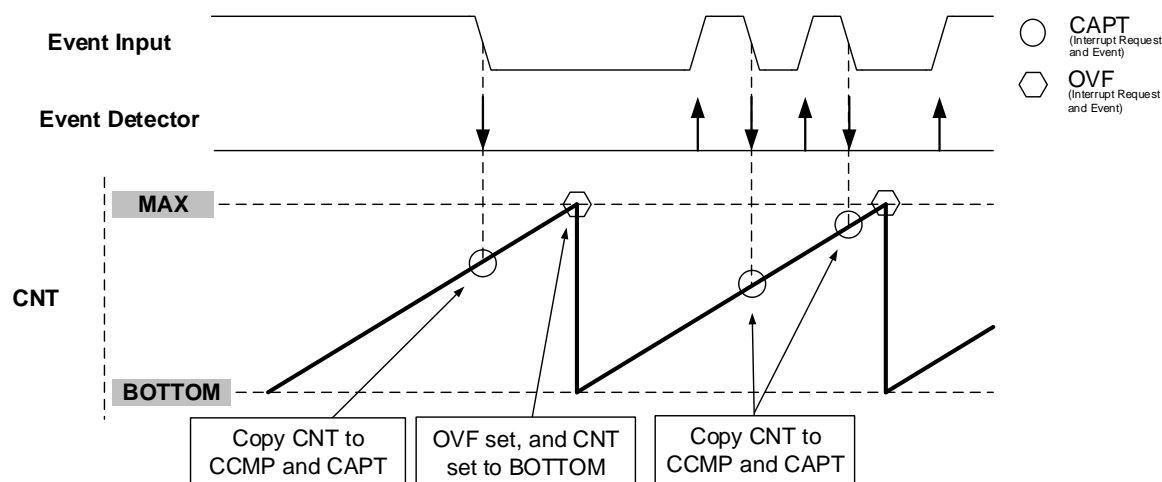 Event Input
CAPT
(Interrupt Request
and Event)
OVF
(Interrupt Request
and Event)
Event Detector
MAX
CNT
BOTTOM
Copy CNT to
CCMP and CAPT
OVF set, and CNT
set to BOTTOM
Copy CNT to
CCMP and CAPT